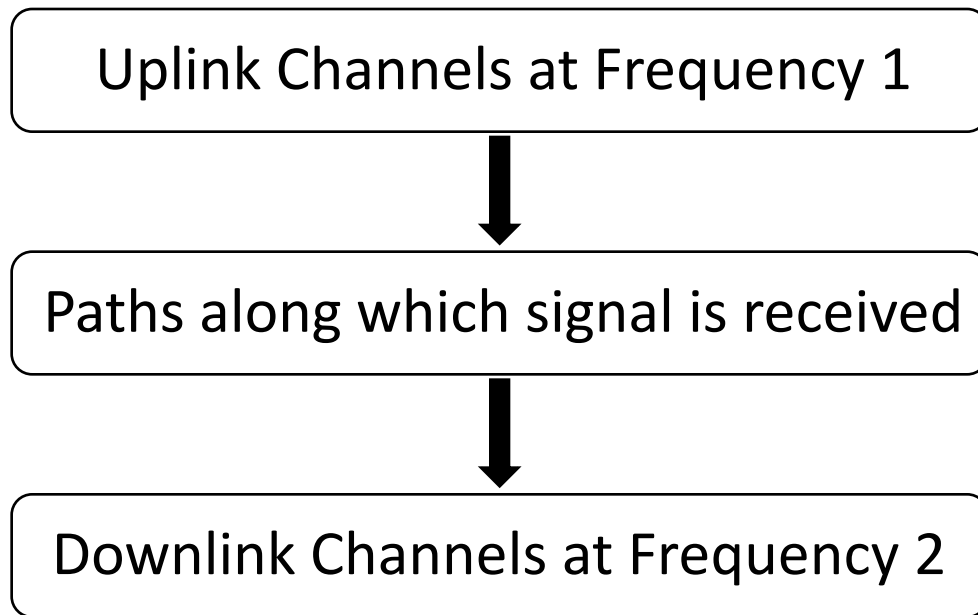 Uplink Channels at Frequency 1
Paths along which signal is received
Downlink Channels at Frequency 2